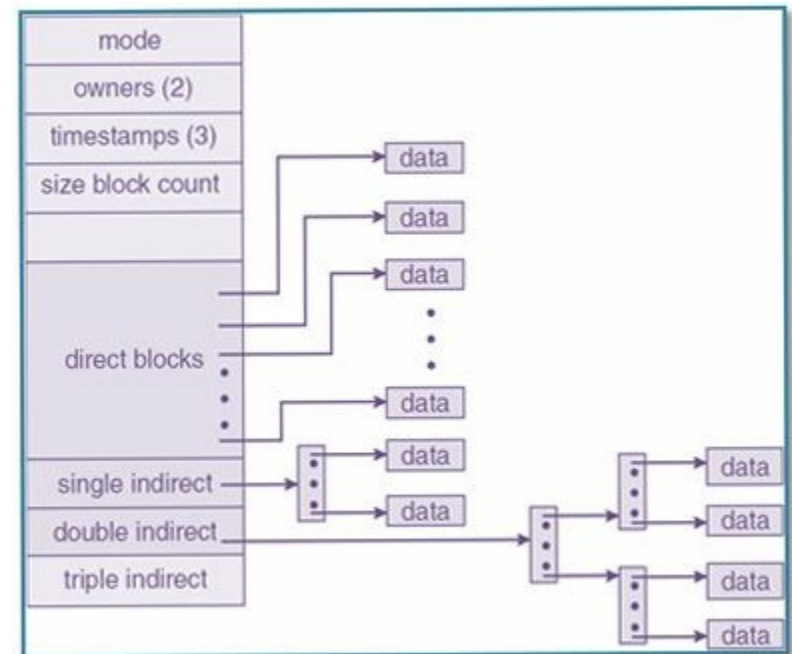 mode
owners (2)
timestamps (3)
size block count
direct blocks
single indirect
double indirect
triple indirect
data
data
data
data
data
data
data
data
data
data